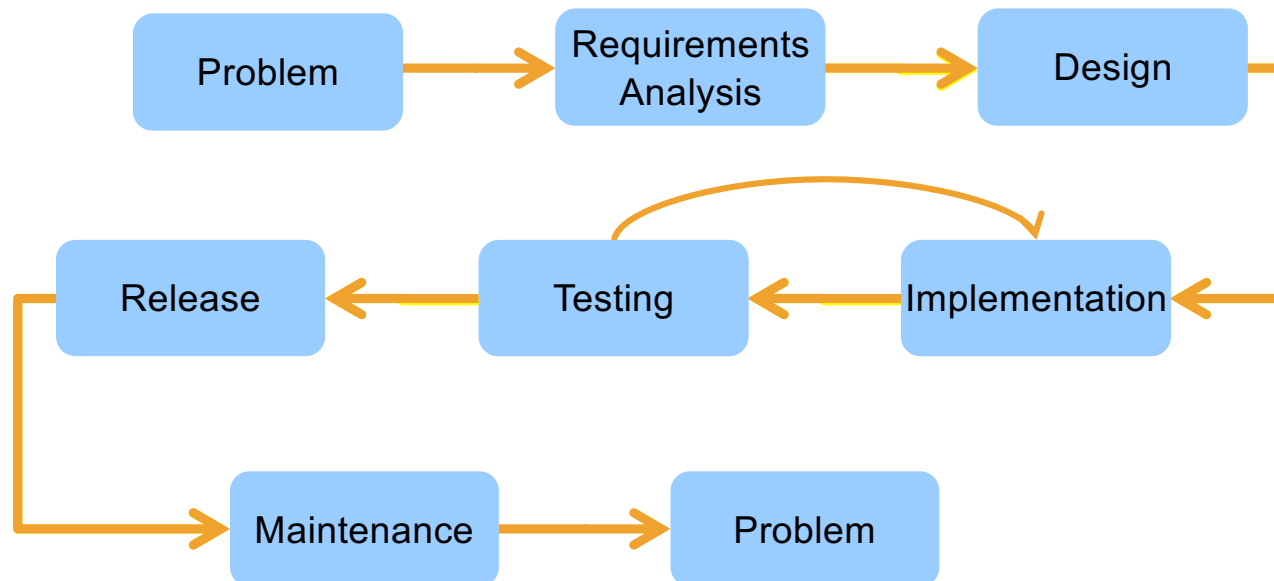 Problem
Requirements
Analysis
Design
Release
Testing
Implementation
Maintenance
Problem